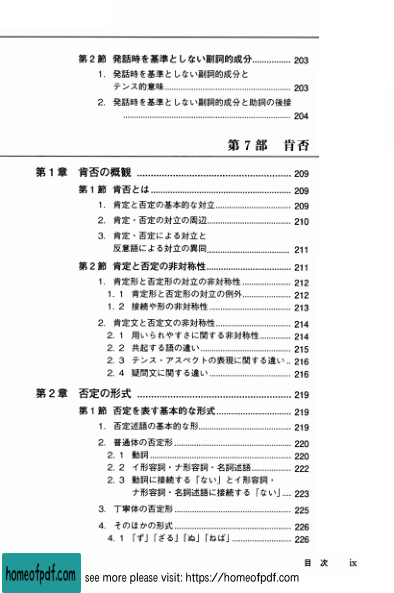 第2節 発話時を基準としない副詞的成分 203
1. 発話時を基準としない副詞的成分と
テンス的意味 203
2. 発話時を基準としない副詞的成分と助詞の後接
204
第7部 肯否
第1章 肯否の概観 209
第1節 肯否とは 209
1. 肯定と否定の基本的な対立 209
2. 肯定・否定の対立の周辺 210
3. 肯定・否定による対立と
反意語による対立の異同 211
第2節 肯定と否定の非対称性 211
1. 肯定形と否定形の対立の非対称性 212
1.1 肯定形と否定形の対立の例外 212
1.2 接続や形の非対称性 213
2. 肯定文と否定文の非対称性 214
2.1 用いられやすさに関する非対称性 214
2.2 共起する語の違い 215
2.3 テンス・アスペクトの表現に関する違い 216
2.4 疑問文に関する違い 216
第2章 否定の形式 219
第1節 否定を表す基本的な形式 219
1. 否定述語の基本的な形 219
2. 普通体の否定形 220
2.1 動詞 220
2.2 イ形容詞・ナ形容詞・名詞述語 222
2.3 動詞に接続する「ない」とイ形容詞・
ナ形容詞・名詞述語に接続する「ない」 223
3. 丁寧体の否定形 225
4. そのほかの形式 226
4.1 「ず」「ざる」「ぬ」「ねば」 226
目 次 ix
homeofpdf.com see more please visit: https://homeofpdf.com